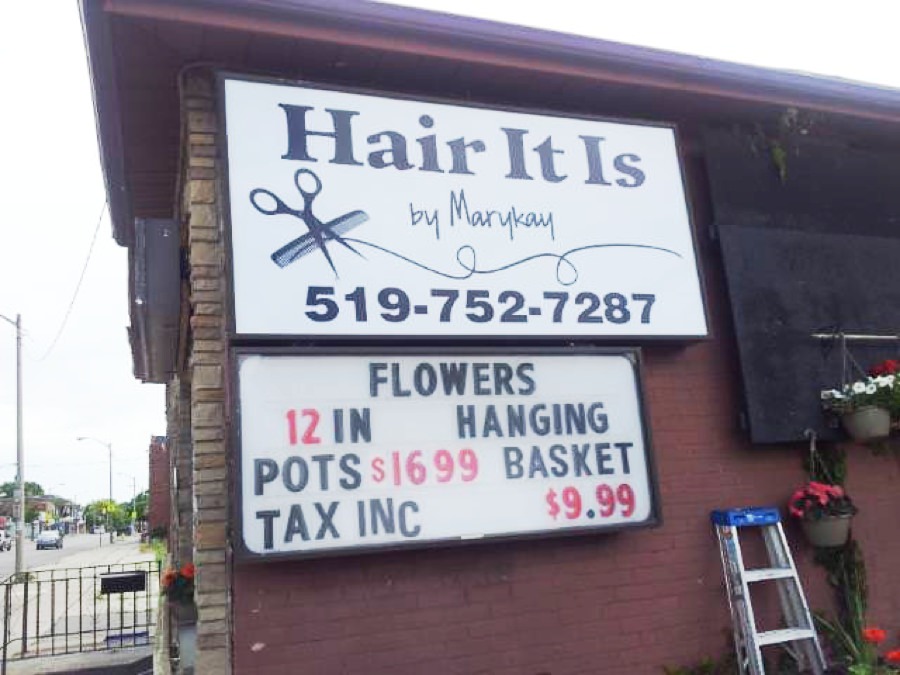 Hair It Is
by Marykay
519-752-7287
FLOWERS
12 IN HANGING
POTS $1699 BASKET
TAX INC $9.99